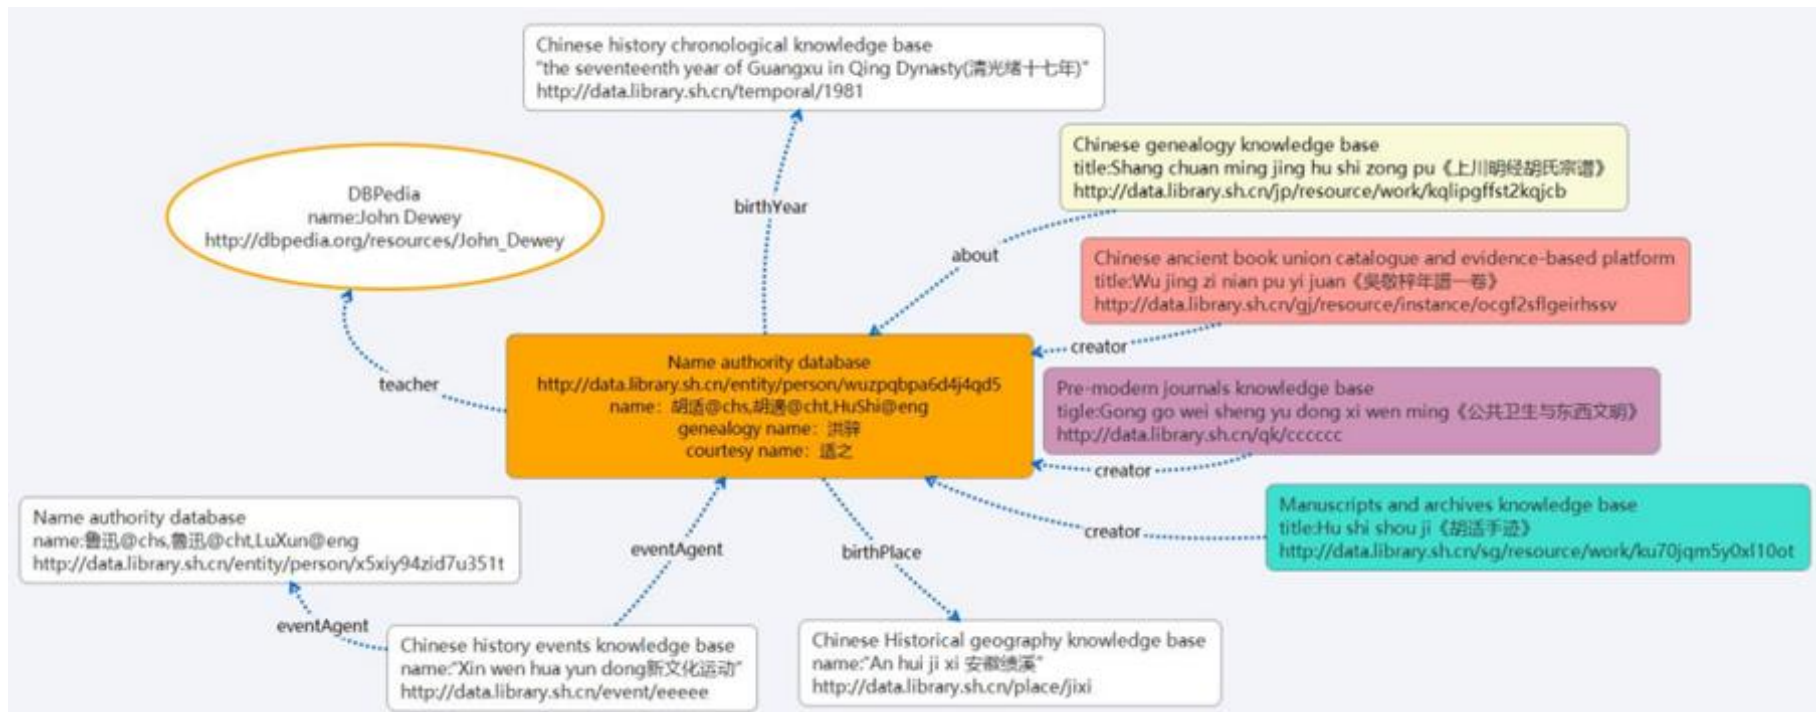 Chinese history chronological knowledge base
"the seventeenth year of Guangxu in Qing Dynasty(清光绪十七年)"
http://data.library.sh.cn/temporal/1981
DBPedia
name:John Dewey
http://dbpedia.org/resources/John_Dewey
birthYear
Chinese genealogy knowledge base
title:Shang chuan ming jing hu shi zong pu《上川明经胡氏宗谱》
http://data.library.sh.cn/jp/resource/work/kqlipgffst2kqjcb
about
Chinese ancient book union catalogue and evidence-based platform
title:Wu jing zi nian pu yi juan《吳敬梓年譜一卷》
http://data.library.sh.cn/gj/resource/instance/ocgf2sflgeirhssv
creator
teacher
Name authority database
http://data.library.sh.cn/entity/person/wuzpqbpa6d4j4qd5
name: 胡适@chs,胡適@cht,HuShi@eng
genealogy name: 洪骍
courtesy name: 适之
Pre-modern journals knowledge base
tigle:Gong go wei sheng yu dong xi wen ming《公共卫生与东西文明》
http://data.library.sh.cn/qk/cccccc
creator
Manuscripts and archives knowledge base
title:Hu shi shou ji《胡适手迹》
http://data.library.sh.cn/sg/resource/work/ku70jqm5y0xl10ot
creator
Name authority database
name:鲁迅@chs,魯迅@cht,LuXun@eng
http://data.library.sh.cn/entity/person/x5xiy94zid7u351t
eventAgent
birthPlace
eventAgent
Chinese history events knowledge base
name:"Xin wen hua yun dong新文化运动"
http://data.library.sh.cn/event/eeeee
Chinese Historical geography knowledge base
name:"An hui ji xi 安徽绩溪"
http://data.library.sh.cn/place/jixi